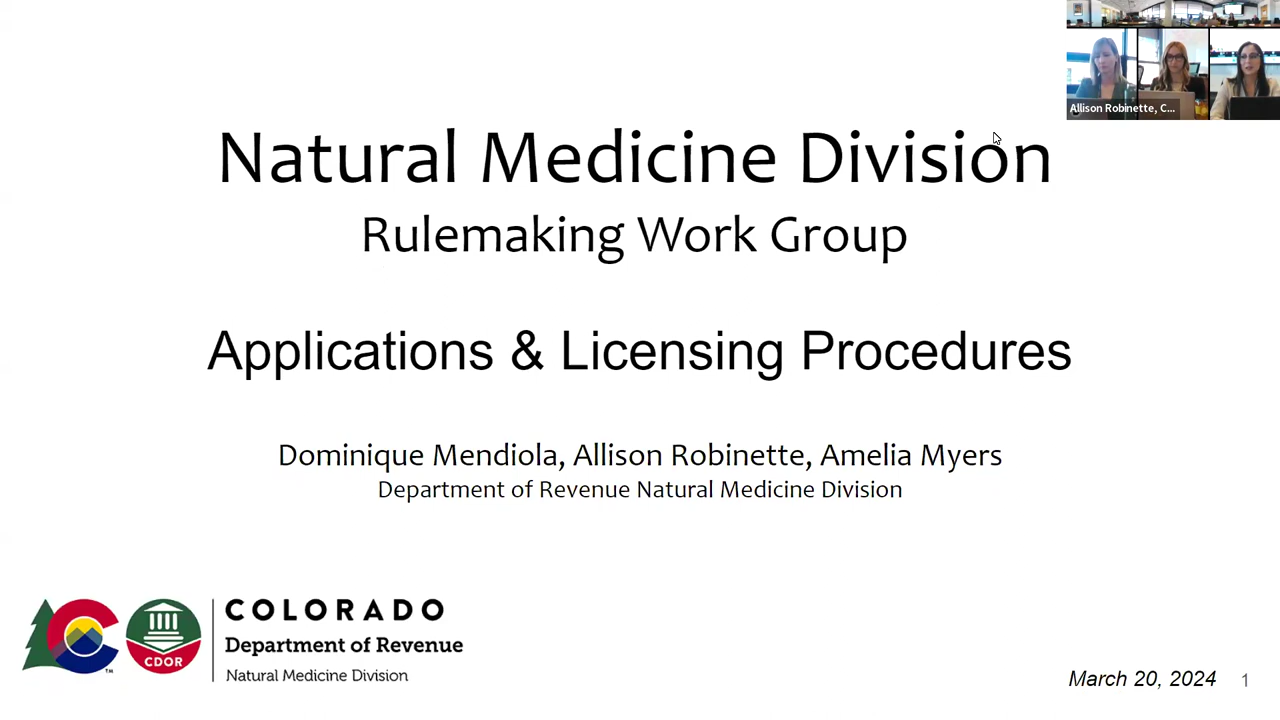 Allison Robinette, C...
Natural Medicine Division
Rulemaking Work Group
Applications & Licensing Procedures
Dominique Mendiola, Allison Robinette, Amelia Myers
Department of Revenue Natural Medicine Division
C
TM
CDOR
COLORADO
Department of Revenue
Natural Medicine Division
March 20, 2024
1